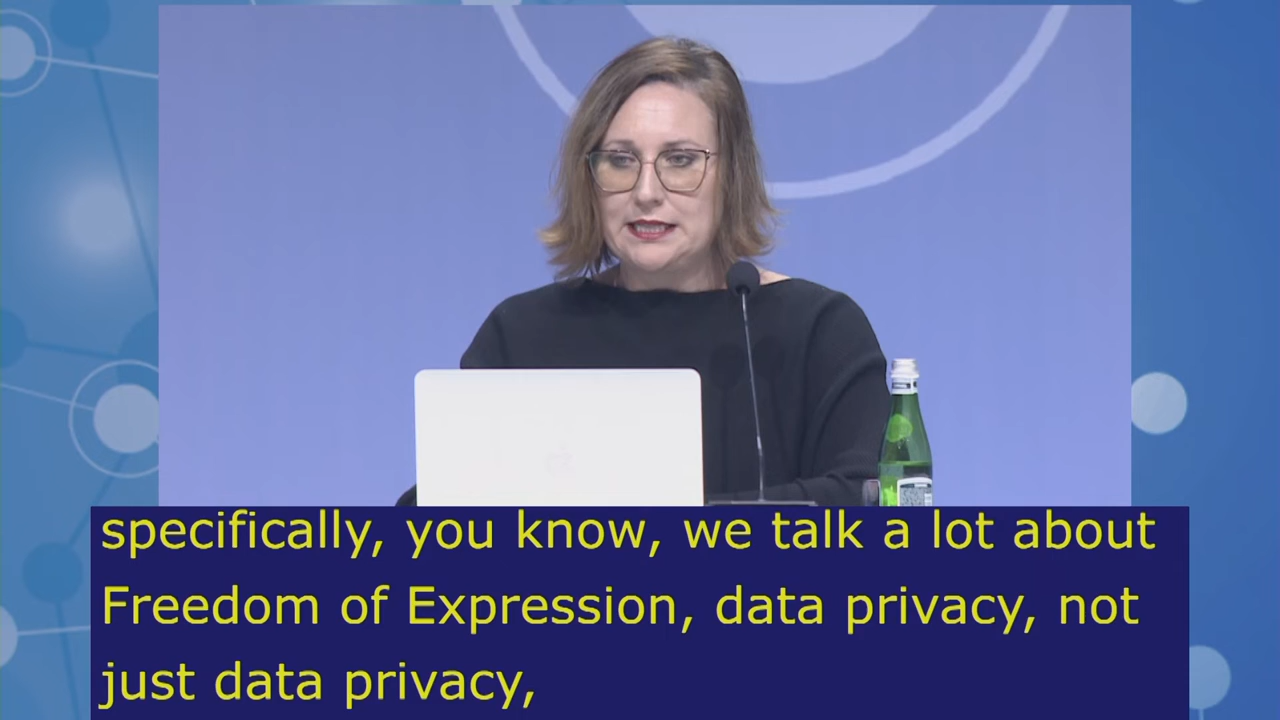 specifically, you know, we talk a lot about
Freedom of Expression, data privacy, not
just data privacy,